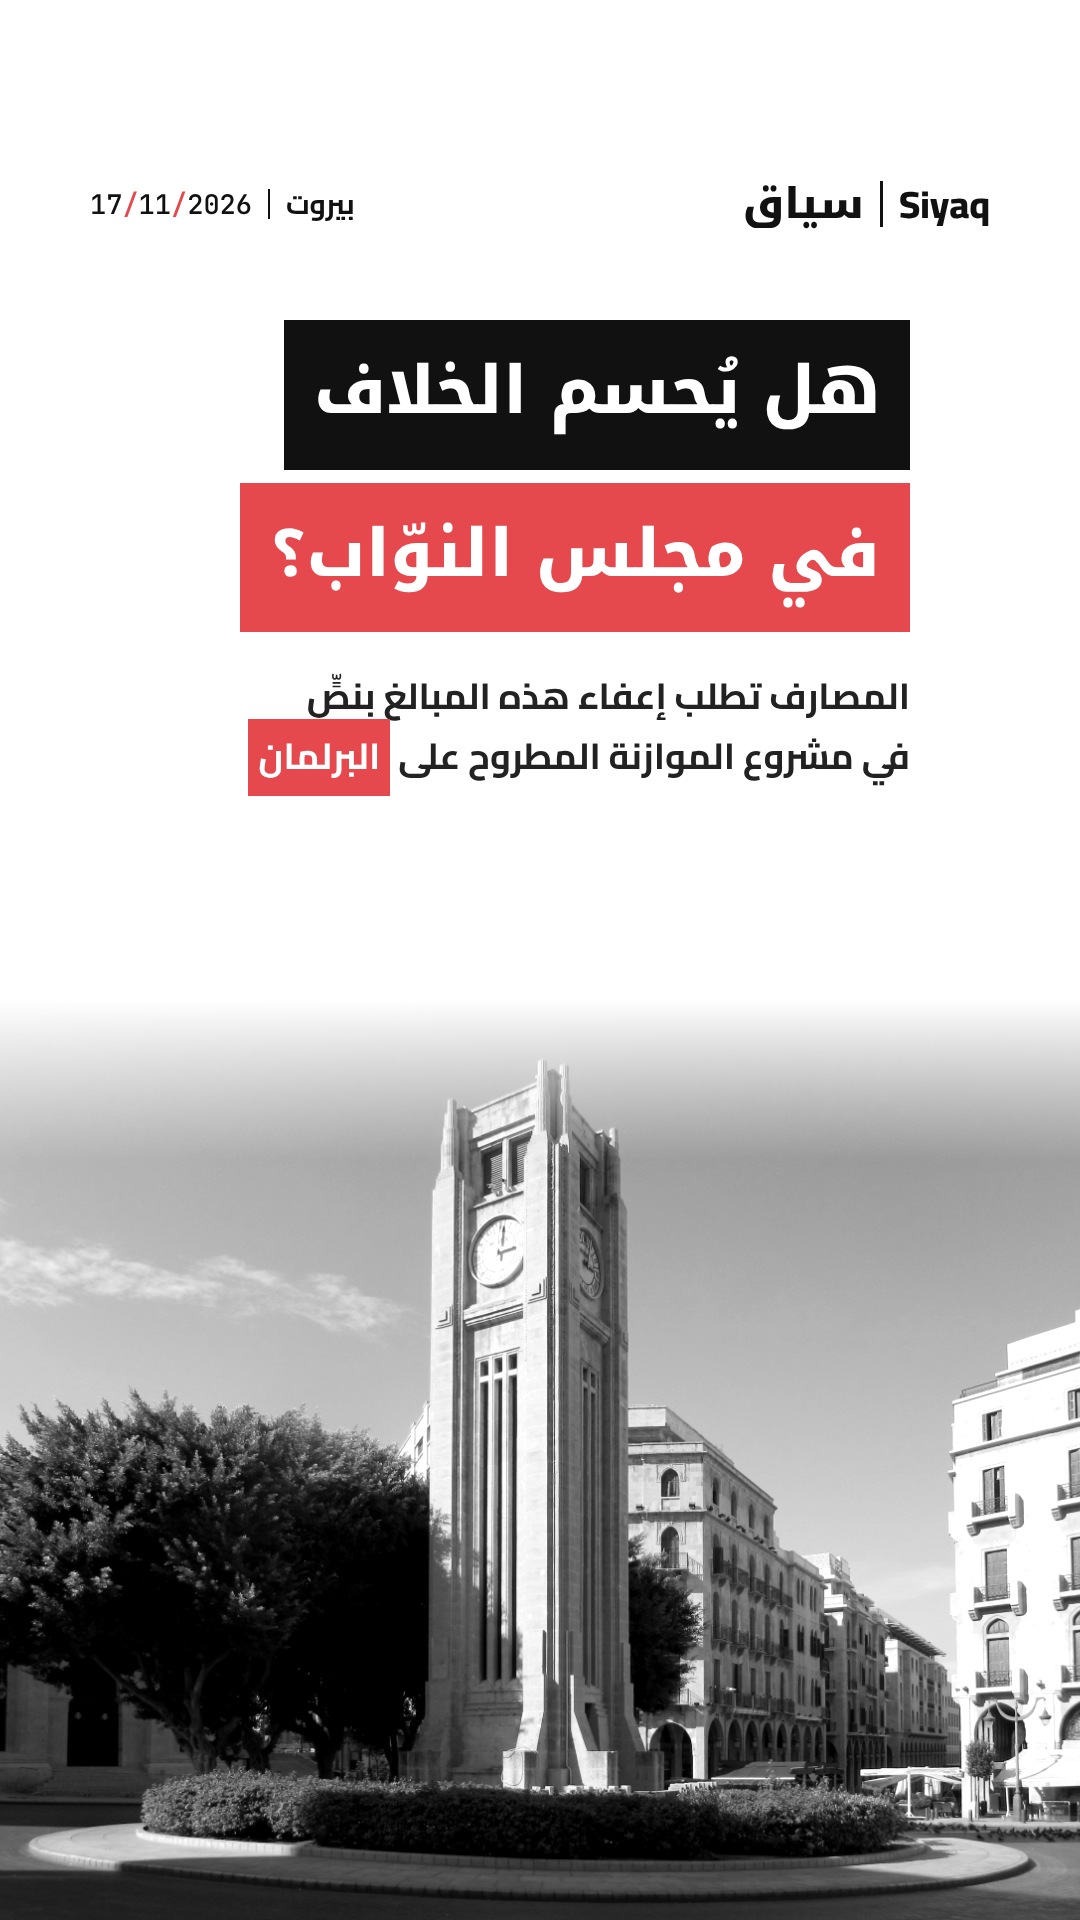 سياق | Siyaq
بيروت | 17/11/2026
هل يُحسم الخلاف
في مجلس النوّاب؟
المصارف تطلب إعفاء هذه المبالغ بنصٍّ
في مشروع الموازنة المطروح على البرلمان